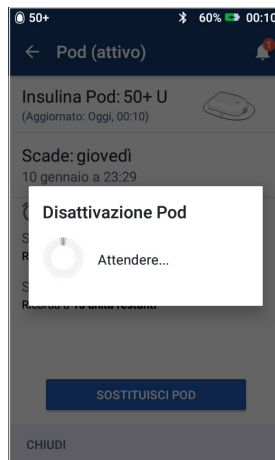 50+ 60% 00:10
Pod (attivo)
1
Insulina Pod: 50+ U
(Aggiornato: Oggi, 00:10)
Scade: giovedì
10 gennaio a 23:29
Disattivazione Pod
S
R
Attendere...
S
Ricorda a 10 unità restanti
SOSTITUISCI POD
CHIUDI